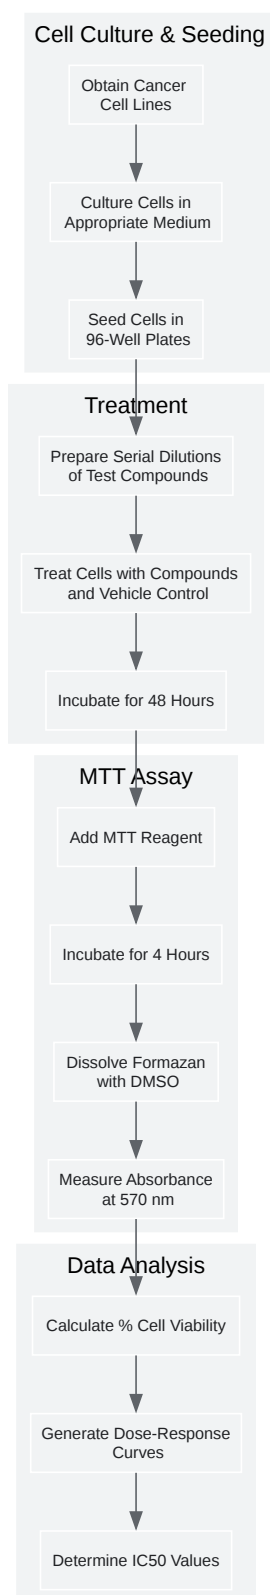 Cell Culture & Seeding
Obtain Cancer
Cell Lines
Culture Cells in
Appropriate Medium
Seed Cells in
96-Well Plates
Treatment
Prepare Serial Dilutions
of Test Compounds
Treat Cells with Compounds
and Vehicle Control
Incubate for 48 Hours
MTT Assay
Add MTT Reagent
Incubate for 4 Hours
Dissolve Formazan
with DMSO
Measure Absorbance
at 570 nm
Data Analysis
Calculate % Cell Viability
Generate Dose-Response
Curves
Determine IC50 Values